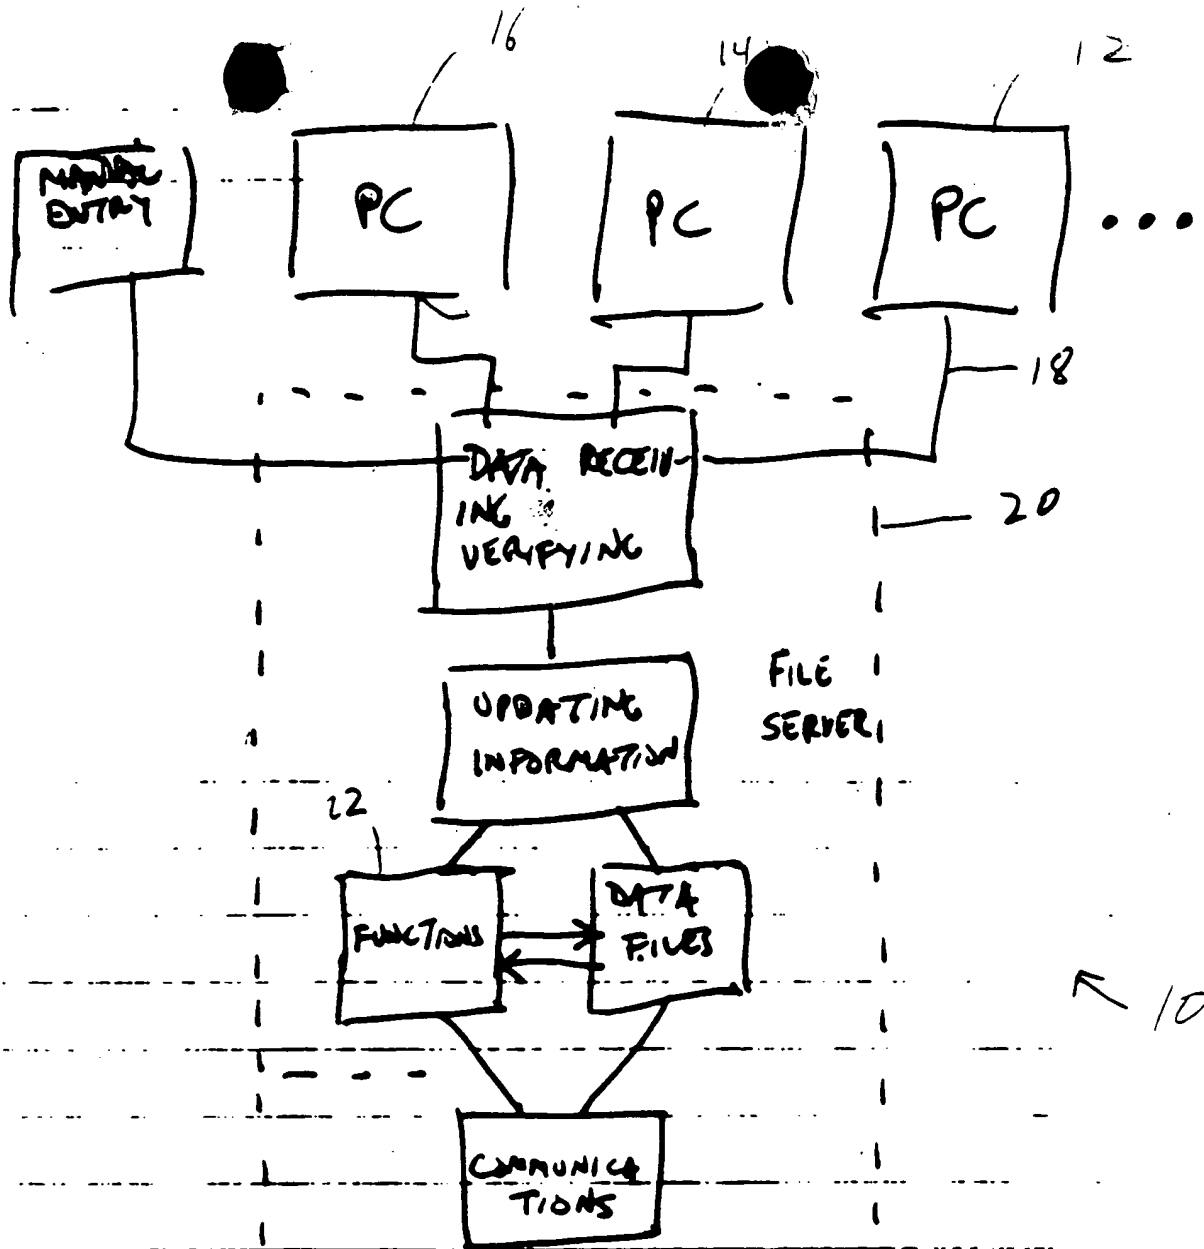 16
14
12
MANUAL
ENTRY
PC
PC
PC
...
18
DATA RECEIV-
ING
VERIFYING
20
UPDATING
INFORMATION
FILE
SERVER
22
FUNCTIONS
DATA
FILES
10
COMMUNICA
TIONS